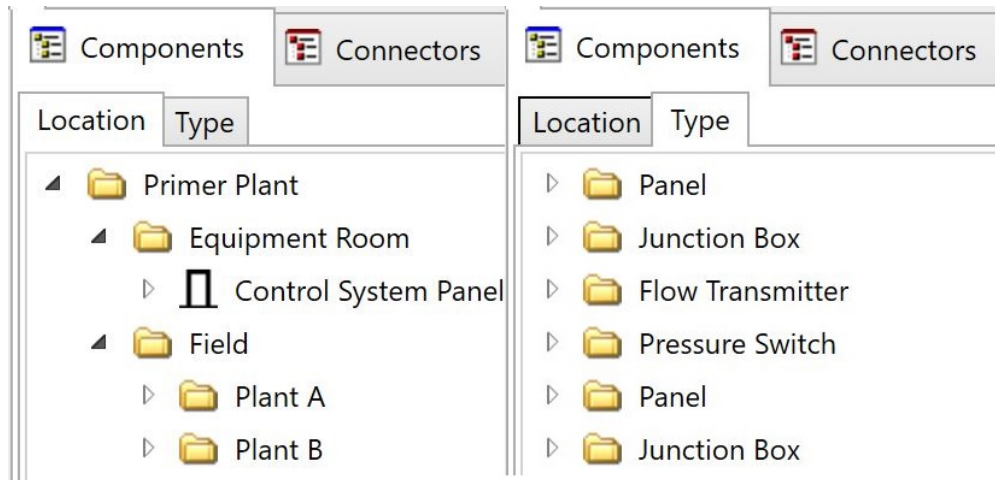 Components Connectors
Location Type
Primer Plant
Equipment Room
Control System Panel
Field
Plant A
Plant B
Components Connectors
Location Type
Panel
Junction Box
Flow Transmitter
Pressure Switch
Panel
Junction Box